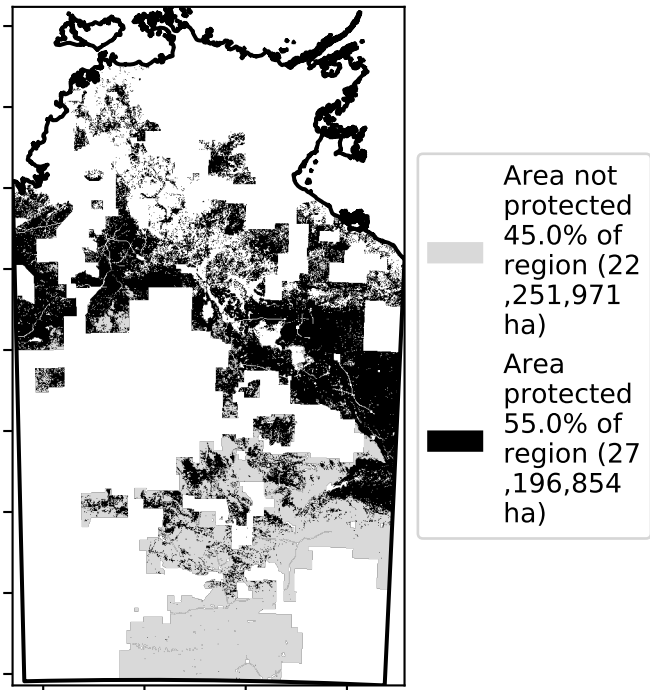 Area not
protected
45.0% of
region (22
,251,971
ha)
Area
protected
55.0% of
region (27
,196,854
ha)